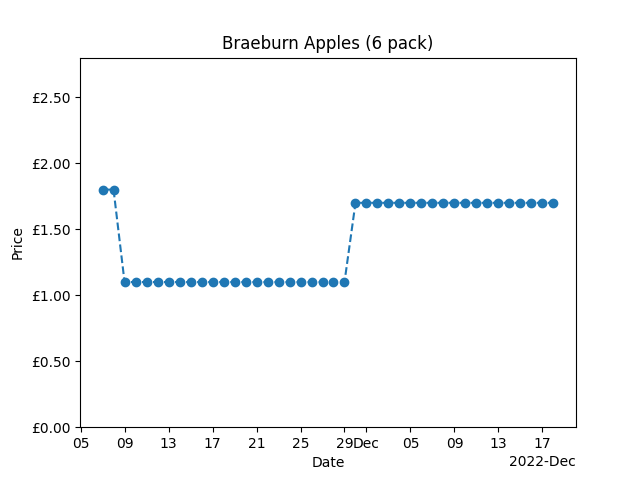 Braeburn Apples (6 pack)
£2.50
£2.00
£1.50
£1.00
£0.50
£0.00
Price
05 09 13 17 21 25 29 Dec 05 09 13 17
Date
2022-Dec